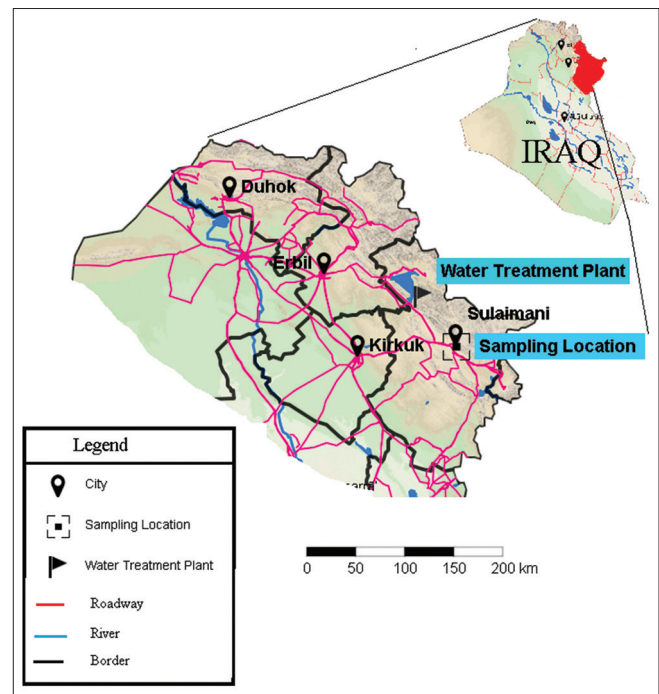 IRAQ
Duhok
Erbil
Water Treatment Plant
Sulaimani
Kirkuk
Sampling Location
Legend
City
Sampling Location
Water Treatment Plant
Roadway
River
Border
0 50 100 150 200 km